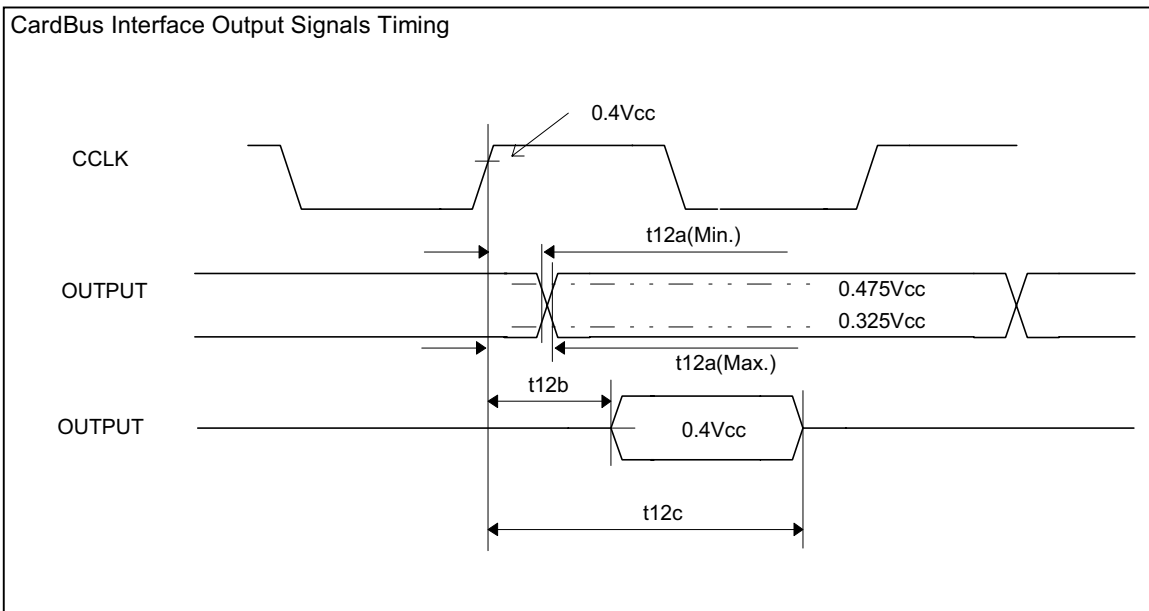 CardBus Interface Output Signals Timing
0.4Vcc
CCLK
t12a(Min.)
OUTPUT
0.475Vcc
0.325Vcc
t12a(Max.)
t12b
OUTPUT
0.4Vcc
t12c